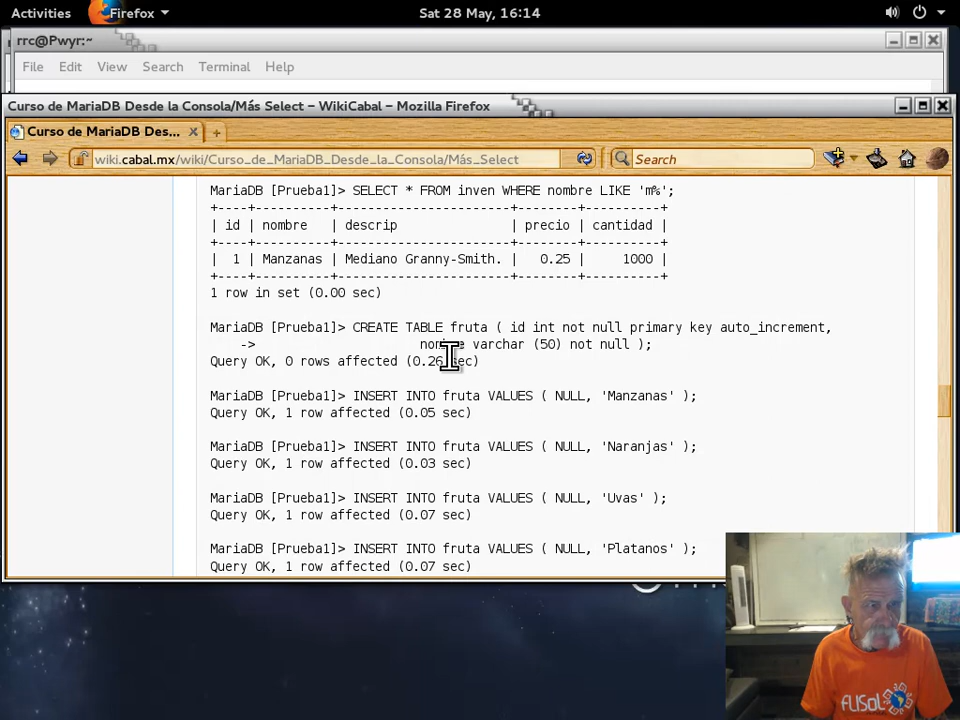 Activities Firefox Sat 28 May, 16:14
rrc@Pwyr:~
File Edit View Search Terminal Help
Curso de MariaDB Desde la Consola/Más Select - WikiCabal - Mozilla Firefox
Curso de MariaDB Des...
wiki.cabal.mx/wiki/Curso_de_MariaDB_Desde_la_Consola/Más_Select Search
MariaDB [Prueba1]> SELECT * FROM inven WHERE nombre LIKE 'm%';
+----+----------+-----------------------+--------+----------+
| id | nombre | descrip | precio | cantidad |
+----+----------+-----------------------+--------+----------+
| 1 | Manzanas | Mediano Granny-Smith. | 0.25 | 1000 |
+----+----------+-----------------------+--------+----------+
1 row in set (0.00 sec)
MariaDB [Prueba1]> CREATE TABLE fruta ( id int not null primary key auto_increment,
-> nombre varchar (50) not null );
Query OK, 0 rows affected (0.26 sec)
MariaDB [Prueba1]> INSERT INTO fruta VALUES ( NULL, 'Manzanas' );
Query OK, 1 row affected (0.05 sec)
MariaDB [Prueba1]> INSERT INTO fruta VALUES ( NULL, 'Naranjas' );
Query OK, 1 row affected (0.03 sec)
MariaDB [Prueba1]> INSERT INTO fruta VALUES ( NULL, 'Uvas' );
Query OK, 1 row affected (0.07 sec)
MariaDB [Prueba1]> INSERT INTO fruta VALUES ( NULL, 'Platanos' );
Query OK, 1 row affected (0.07 sec)
FLISoL